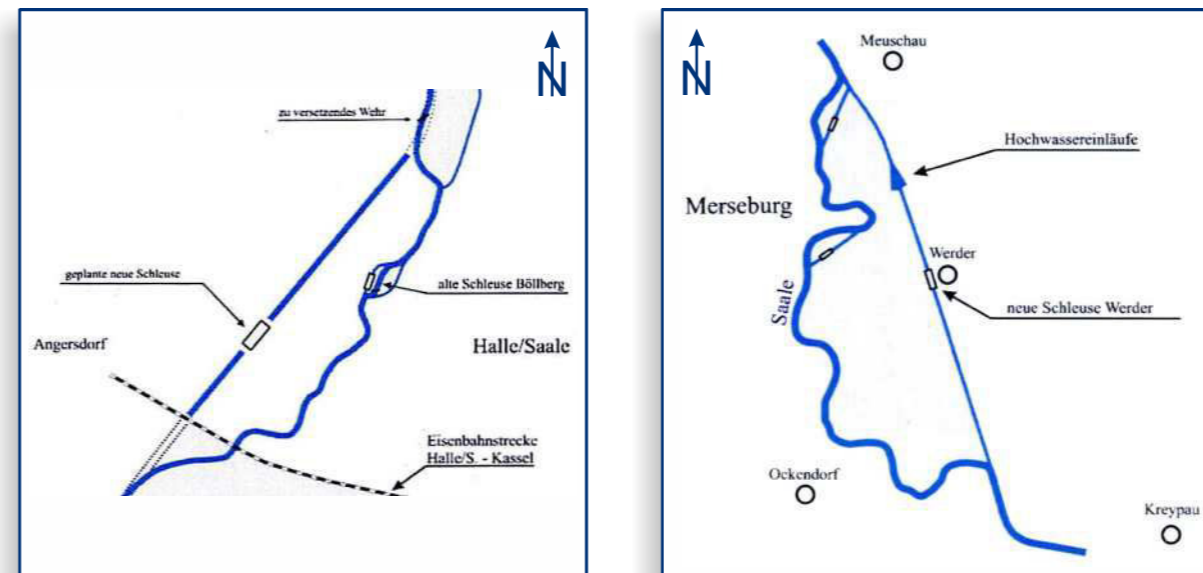 N
zu versetzendes Wehr
geplante neue Schleuse
alte Schleuse Böllberg
Angersdorf
Halle/Saale
Eisenbahnstrecke
Halle/S. - Kassel
N
Meuschau
Hochwassereinläufe
Merseburg
Werder
Saale
neue Schleuse Werder
Ockendorf
Kreypau